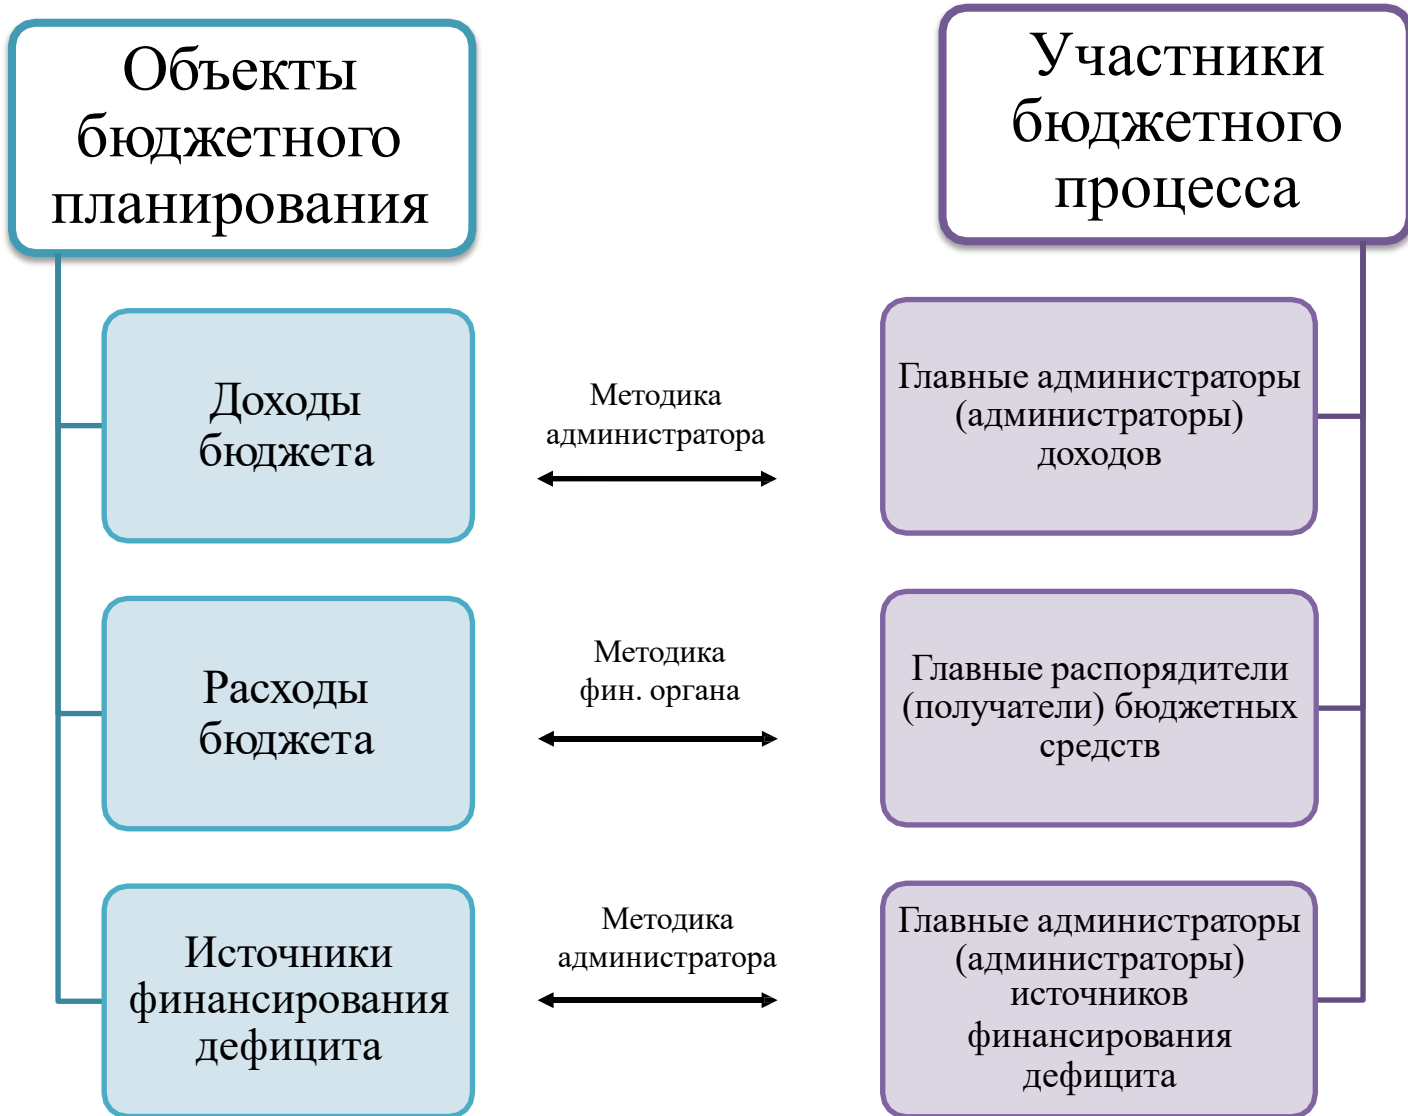 Объекты
бюджетного
планирования
Участники
бюджетного
процесса
Доходы
бюджета
Методика
администратора
Главные администраторы
(администраторы)
доходов
Расходы
бюджета
Методика
фин. органа
Главные распорядители
(получатели) бюджетных
средств
Источники
финансирования
дефицита
Методика
администратора
Главные администраторы
(администраторы)
источников
финансирования
дефицита